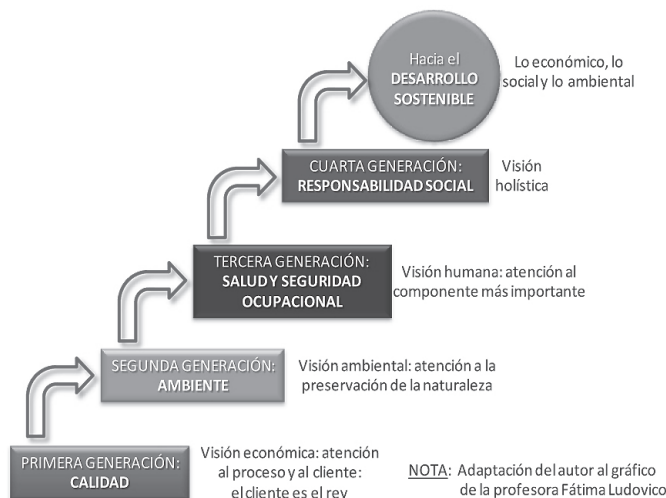 Hacia el
DESARROLLO
SOSTENIBLE
Lo económico, lo
social y lo ambiental
CUARTA GENERACIÓN:
RESPONSABILIDAD SOCIAL
Visión
holística
TERCERA GENERACIÓN:
SALUD Y SEGURIDAD
OCUPACIONAL
Visión humana: atención al
componente más importante
SEGUNDA GENERACIÓN:
AMBIENTE
Visión ambiental: atención a la
preservación de la naturaleza
PRIMERA GENERACIÓN:
CALIDAD
Visión económica: atención
al proceso y al cliente:
el cliente es el rey
NOTA: Adaptación del autor al gráfico
de la profesora Fátima Ludovico